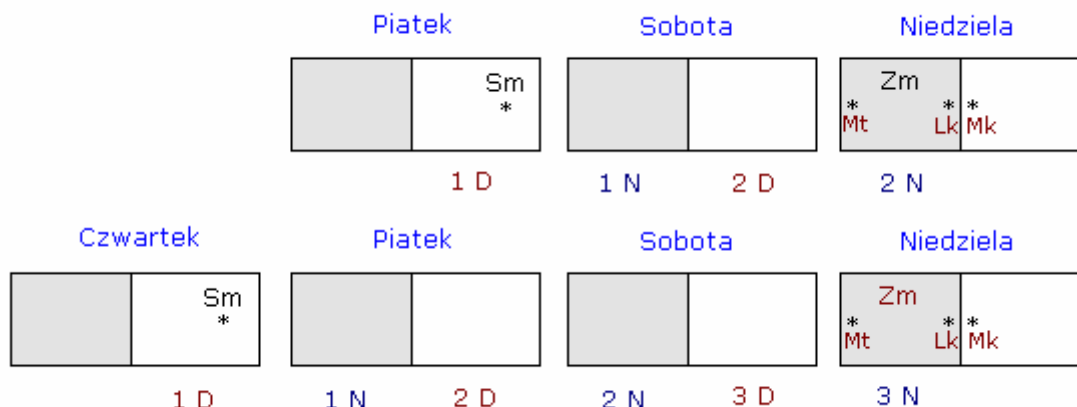 Piatek Sobota Niedziela
Sm Zm
* * * *
Mt Lk Mk
1 D 1 N 2 D 2 N
Czwartek Piatek Sobota Niedziela
Sm Zm
* * * *
Mt Lk Mk
1 D 1 N 2 D 2 N 3 D 3 N